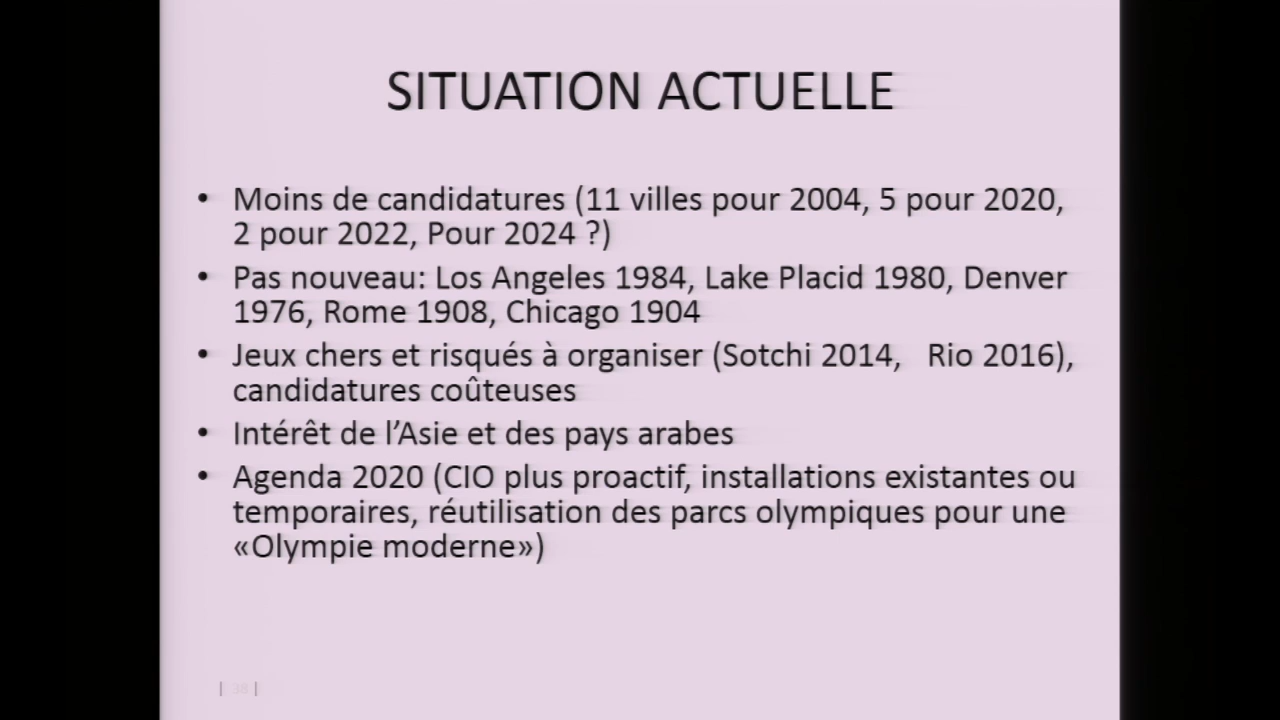 SITUATION ACTUELLE
• Moins de candidatures (11 villes pour 2004, 5 pour 2020,
2 pour 2022, Pour 2024 ?)
• Pas nouveau: Los Angeles 1984, Lake Placid 1980, Denver
1976, Rome 1908, Chicago 1904
• Jeux chers et risqués à organiser (Sotchi 2014, Rio 2016),
candidatures coûteuses
• Intérêt de l’Asie et des pays arabes
• Agenda 2020 (CIO plus proactif, installations existantes ou
temporaires, réutilisation des parcs olympiques pour une
«Olympie moderne»)
| 38 |